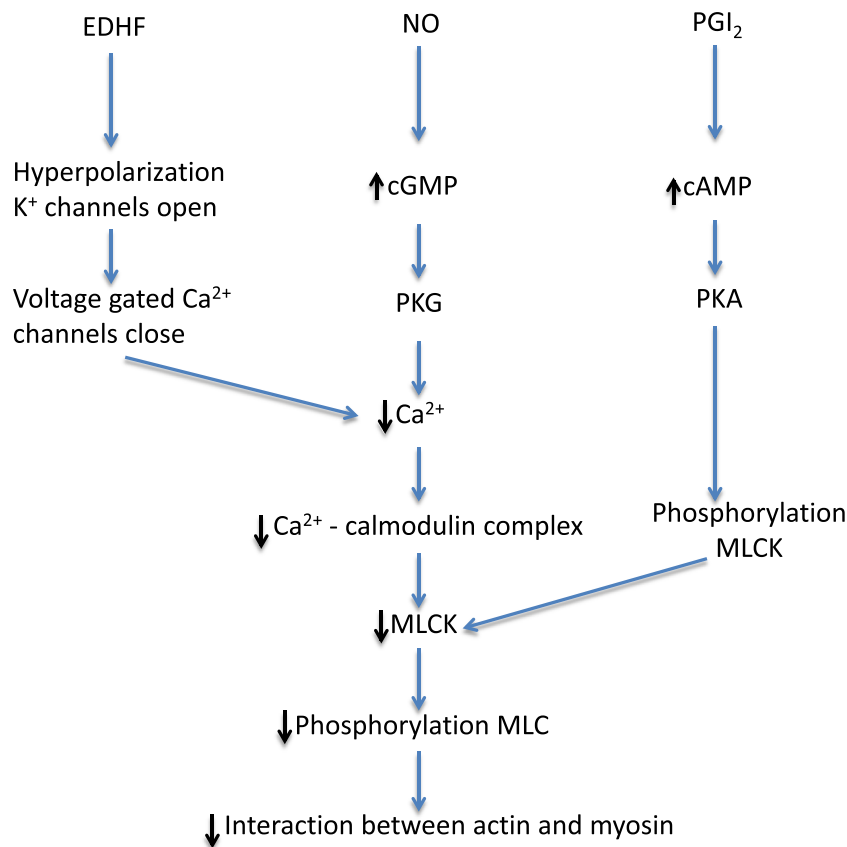 EDHF
NO
PGI₂
Hyperpolarization
K⁺ channels open
↑cGMP
↑cAMP
Voltage gated Ca²⁺
channels close
PKG
PKA
↓Ca²⁺
↓Ca²⁺ - calmodulin complex
Phosphorylation
MLCK
↓MLCK
↓Phosphorylation MLC
↓Interaction between actin and myosin